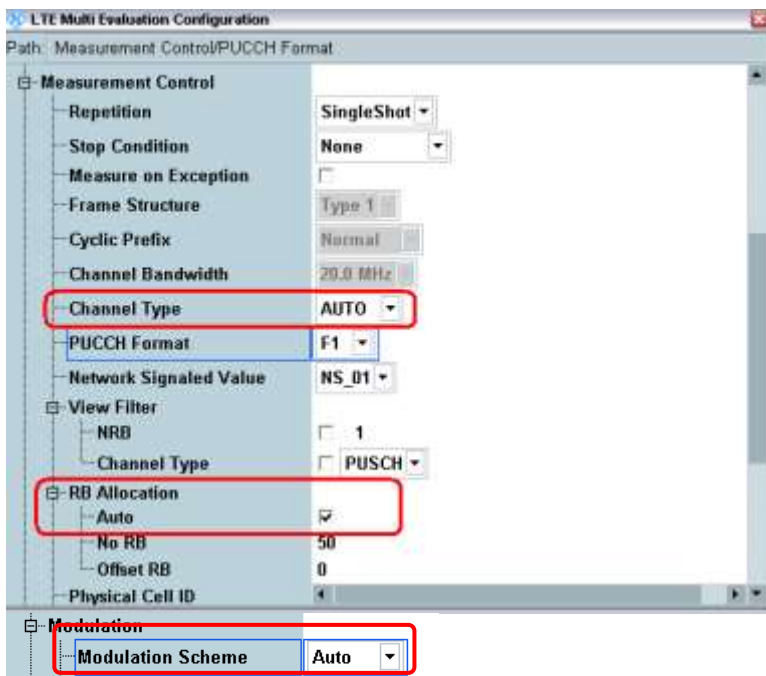 LTE Multi Evaluation Configuration
Path: Measurement Control/PUCCH Format
Measurement Control
Repetition SingleShot
Stop Condition None
Measure on Exception
Frame Structure Type 1
Cyclic Prefix Normal
Channel Bandwidth 20.0 MHz
Channel Type AUTO
PUCCH Format F1
Network Signaled Value NS_01
View Filter
NRB 1
Channel Type PUSCH
RB Allocation
Auto
No RB 50
Offset RB 0
Physical Cell ID
Modulation
Modulation Scheme Auto